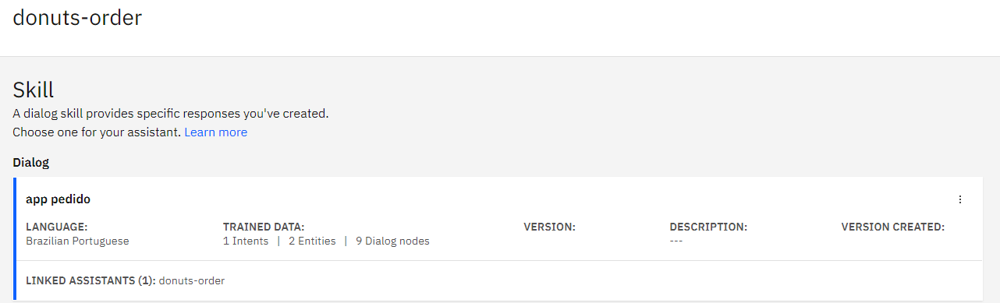 donuts-order
Skill
A dialog skill provides specific responses you've created.
Choose one for your assistant. Learn more
Dialog
app pedido
LANGUAGE: TRAINED DATA: VERSION: DESCRIPTION: VERSION CREATED:
Brazilian Portuguese 1 Intents | 2 Entities | 9 Dialog nodes ---
LINKED ASSISTANTS (1): donuts-order